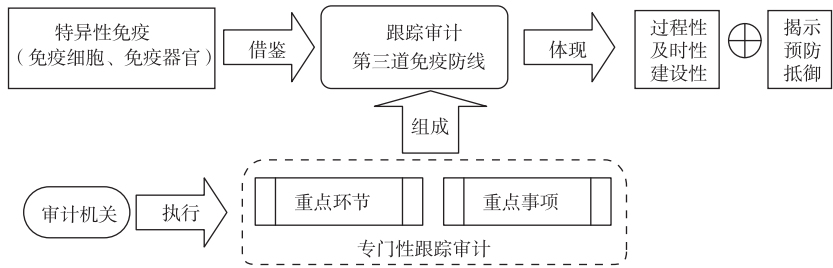 特异性免疫
（免疫细胞、免疫器官）
借鉴
跟踪审计
第三道免疫防线
体现
过程性
及时性
建设性
揭示
预防
抵御
组成
审计机关
执行
重点环节
重点事项
专门性跟踪审计